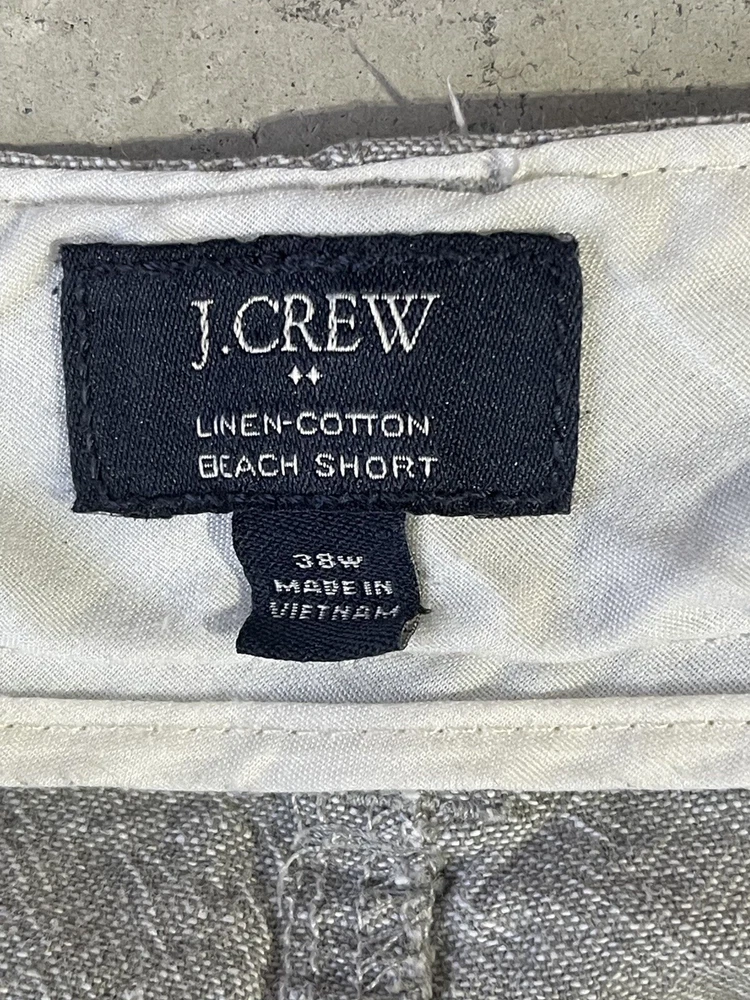 J.CREW
LINEN-COTTON
BEACH SHORT
38W
MADE IN
VIETNAM